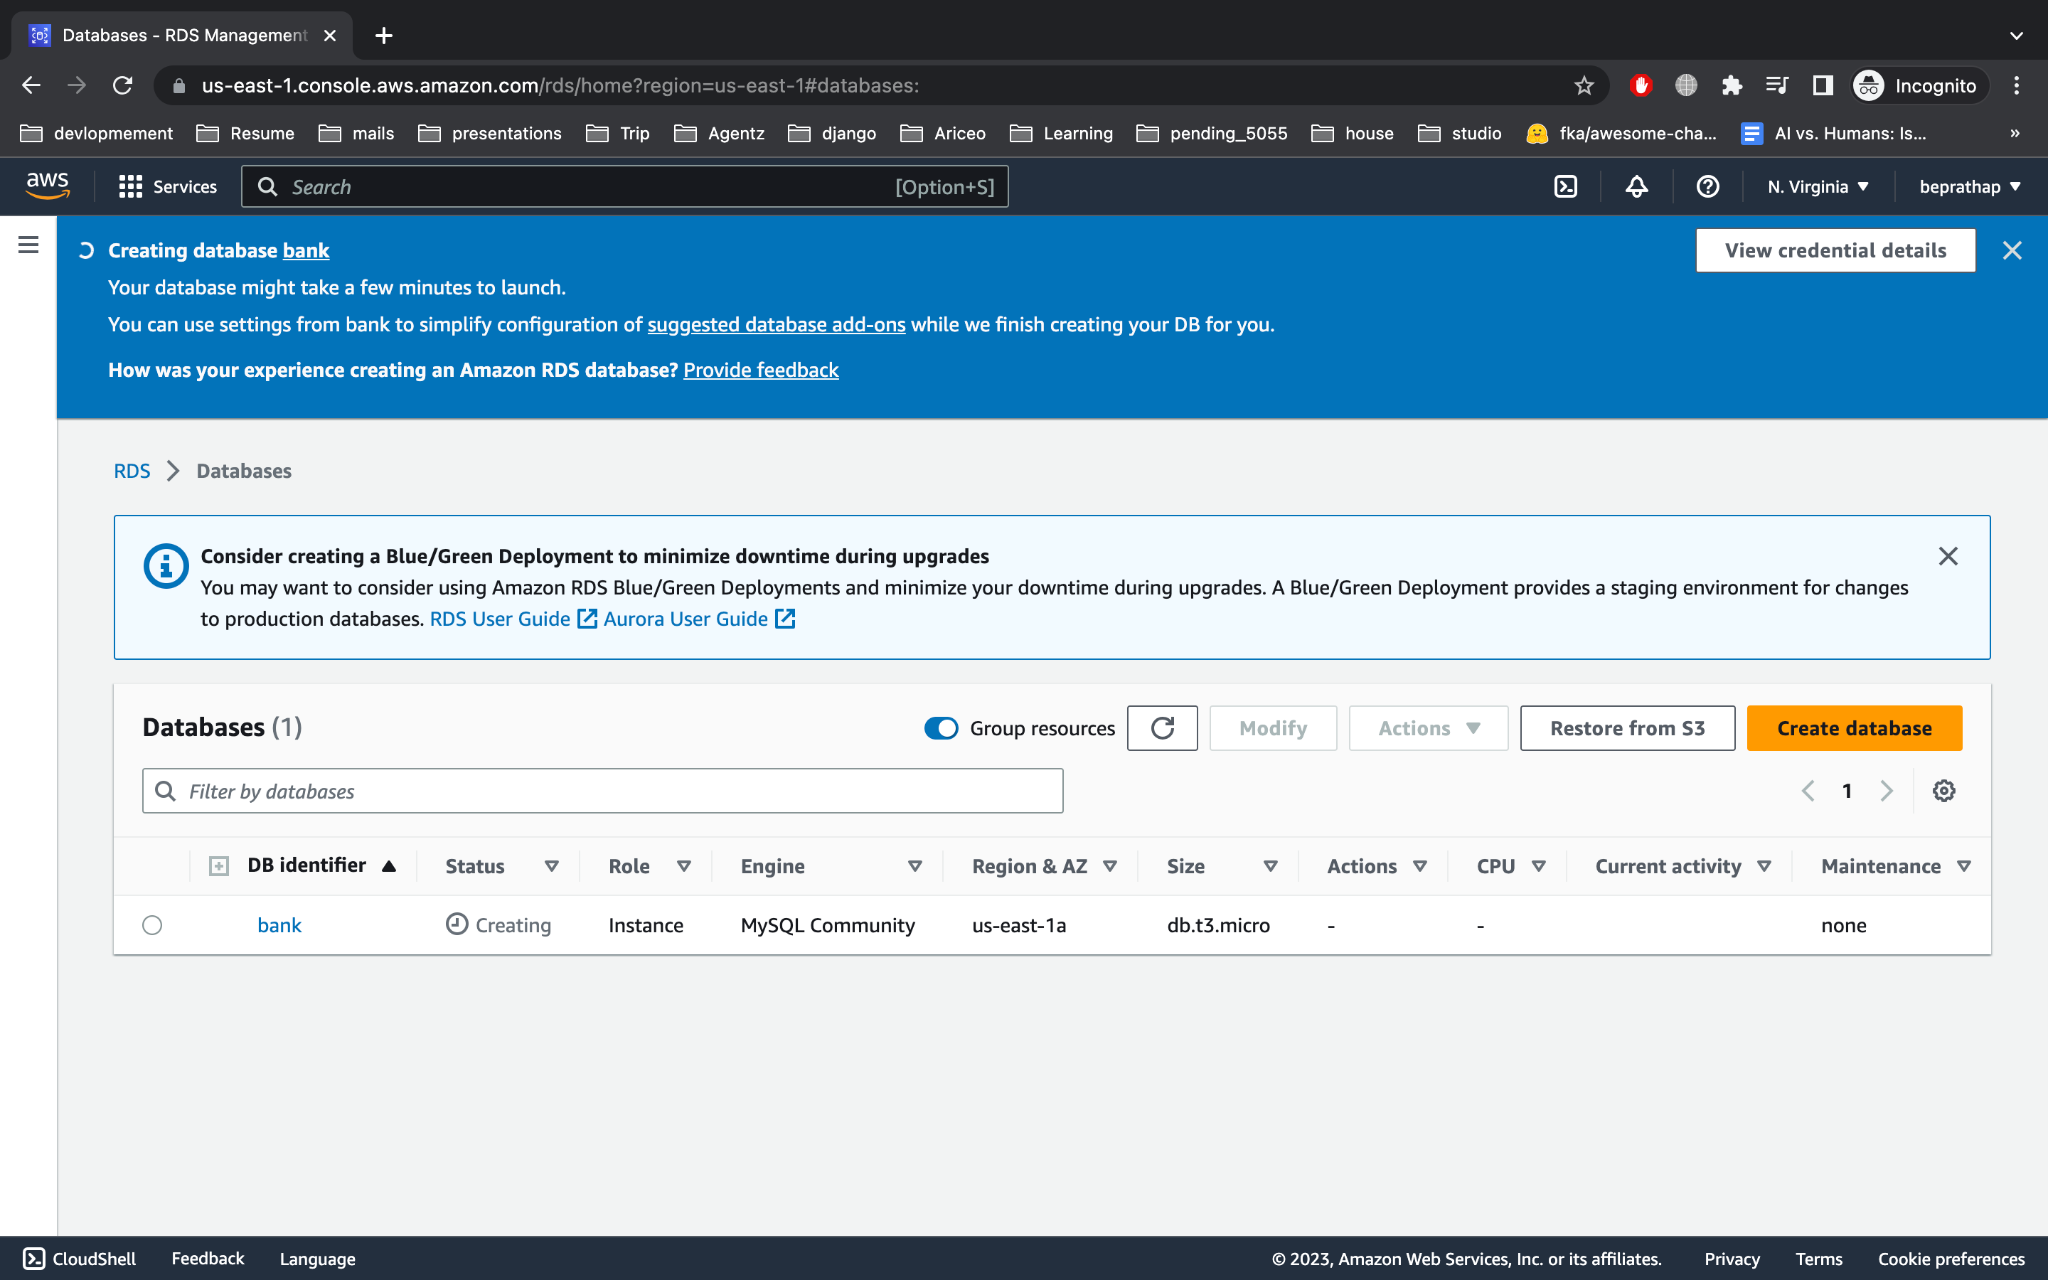 Databases - RDS Management
us-east-1.console.aws.amazon.com/rds/home?region=us-east-1#databases:
Incognito
devlopmement Resume mails presentations Trip Agentz django Ariceo Learning pending_5055 house studio fka/awesome-cha... AI vs. Humans: Is... »
aws Services Search [Option+S] N. Virginia beprathap
Creating database bank View credential details
Your database might take a few minutes to launch.
You can use settings from bank to simplify configuration of suggested database add-ons while we finish creating your DB for you.
How was your experience creating an Amazon RDS database? Provide feedback
RDS Databases
Consider creating a Blue/Green Deployment to minimize downtime during upgrades
You may want to consider using Amazon RDS Blue/Green Deployments and minimize your downtime during upgrades. A Blue/Green Deployment provides a staging environment for changes
to production databases. RDS User Guide Aurora User Guide
Databases (1) Group resources Modify Actions Restore from S3 Create database
Filter by databases 1
DB identifier Status Role Engine Region & AZ Size Actions CPU Current activity Maintenance
bank Creating Instance MySQL Community us-east-1a db.t3.micro - - none
CloudShell Feedback Language © 2023, Amazon Web Services, Inc. or its affiliates. Privacy Terms Cookie preferences